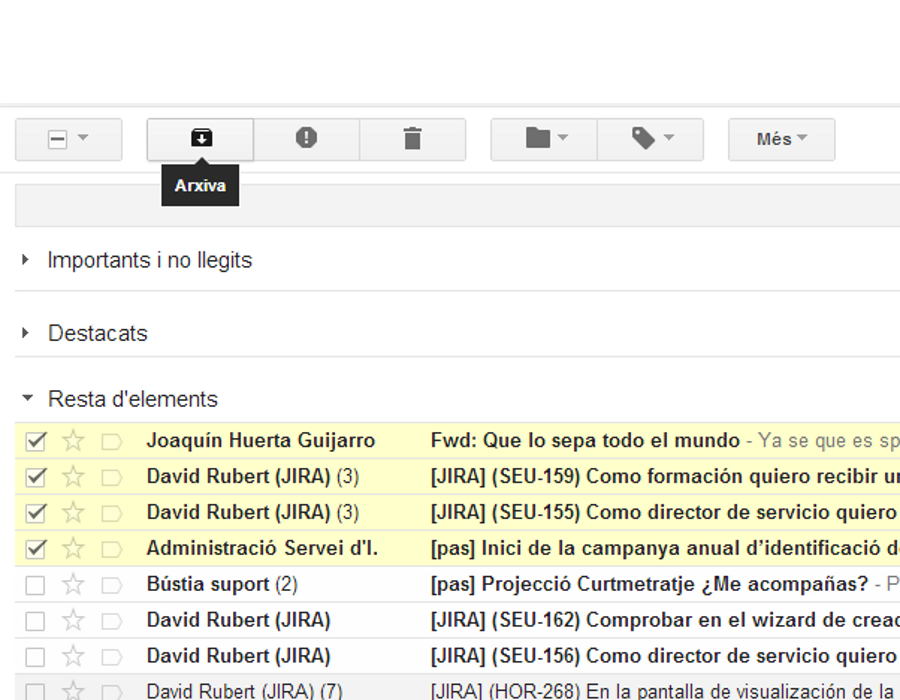 Més
Arxiva
Importants i no llegits
Destacats
Resta d'elements
Joaquín Huerta Guijarro Fwd: Que lo sepa todo el mundo - Ya se que es sp
David Rubert (JIRA) (3) [JIRA] (SEU-159) Como formación quiero recibir un
David Rubert (JIRA) (3) [JIRA] (SEU-155) Como director de servicio quiero
Administració Servei d'I. [pas] Inici de la campanya anual d’identificació d
Bústia suport (2) [pas] Projecció Curtmetratje ¿Me acompañas? - P
David Rubert (JIRA) [JIRA] (SEU-162) Comprobar en el wizard de creac
David Rubert (JIRA) [JIRA] (SEU-156) Como director de servicio quiero
David Rubert (JIRA) (7) [JIRA] (HOR-268) En la pantalla de visualización de la